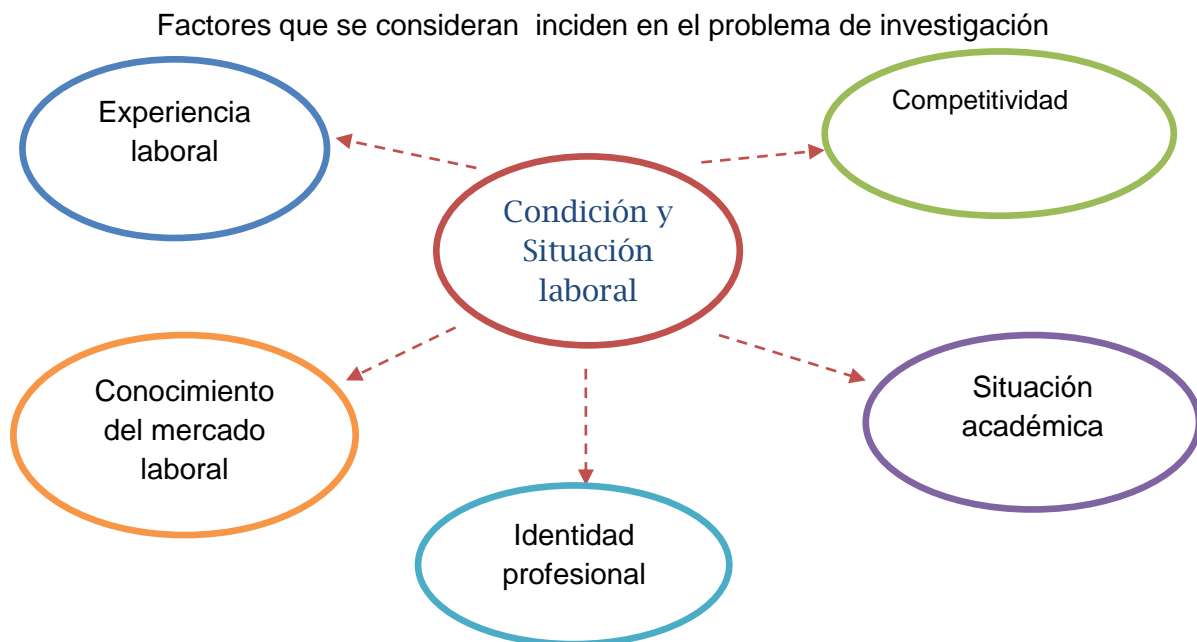 Factores que se consideran inciden en el problema de investigación
Experiencia
laboral
Competitividad
Condición y
Situación
laboral
Conocimiento
del mercado
laboral
Situación
académica
Identidad
profesional